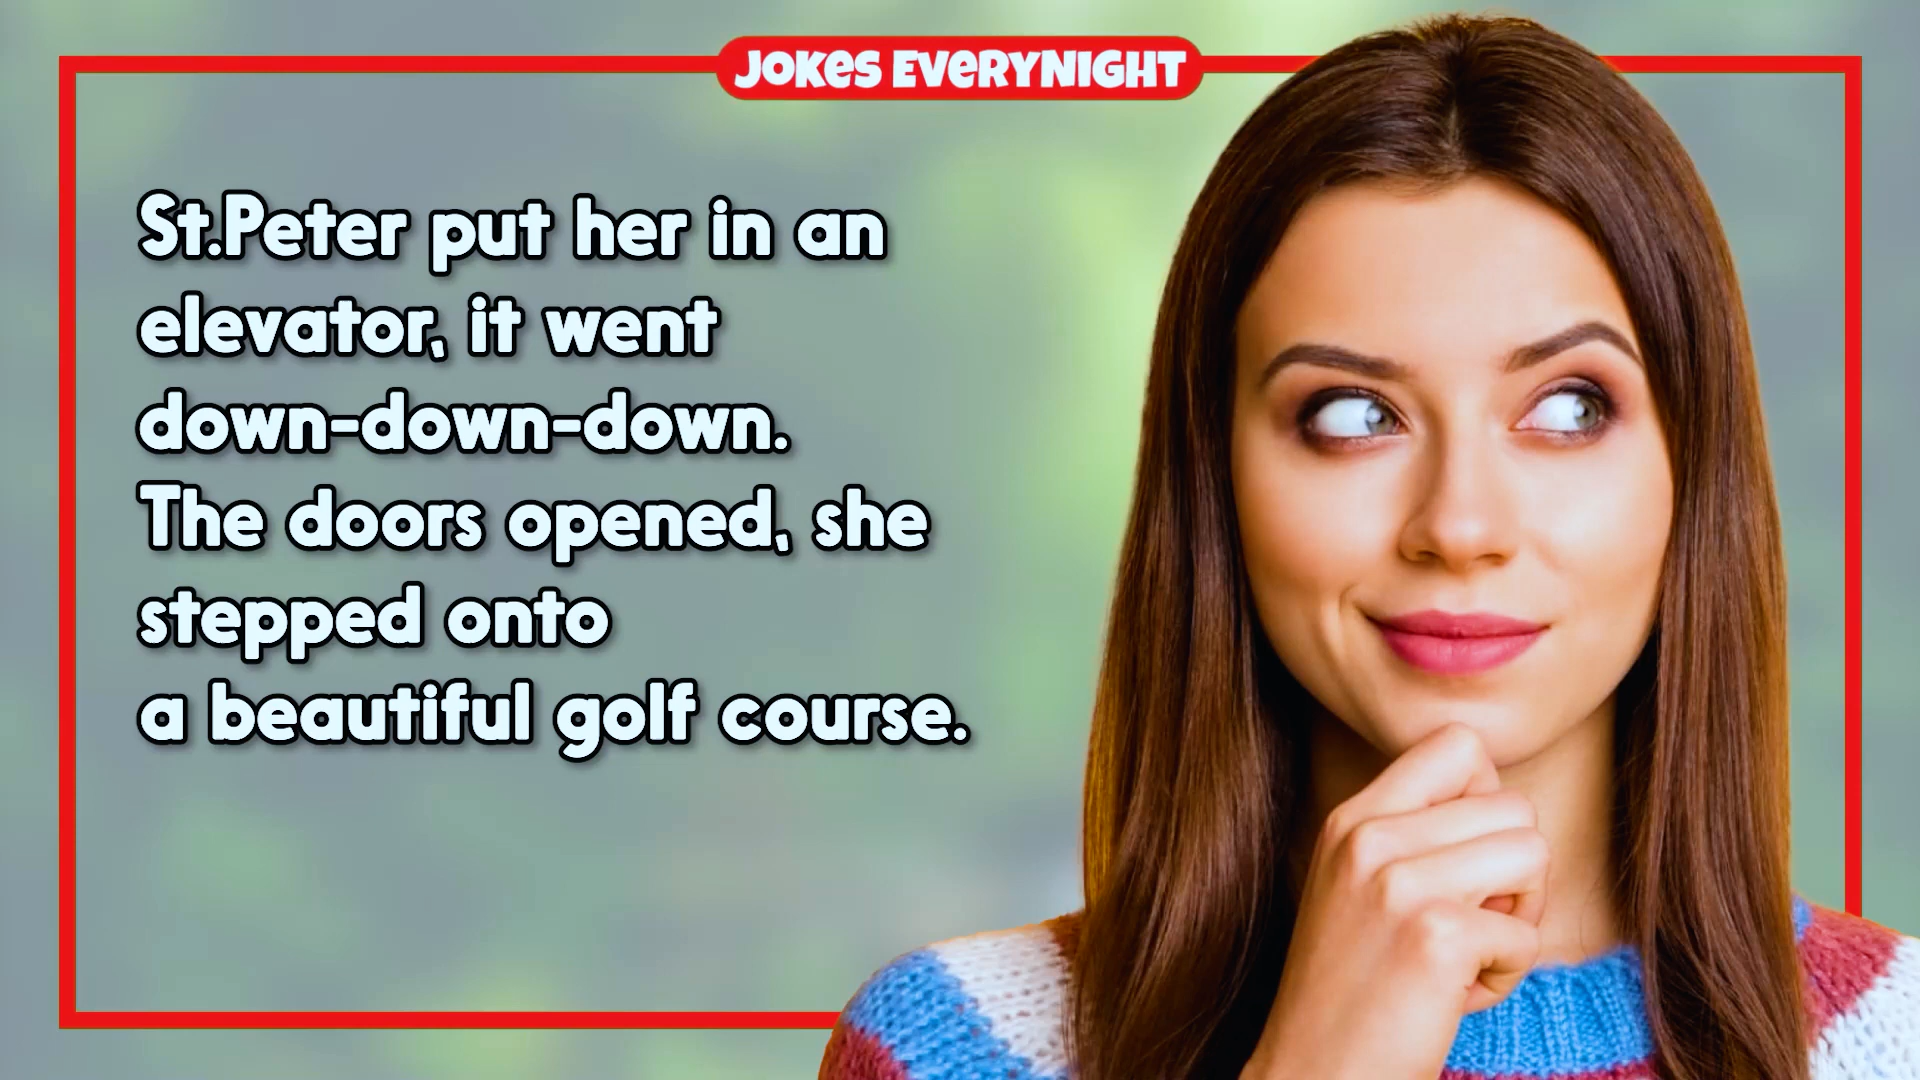 JOKES EVERYNIGHT
St.Peter put her in an
elevator, it went
down-down-down.
The doors opened, she
stepped onto
a beautiful golf course.